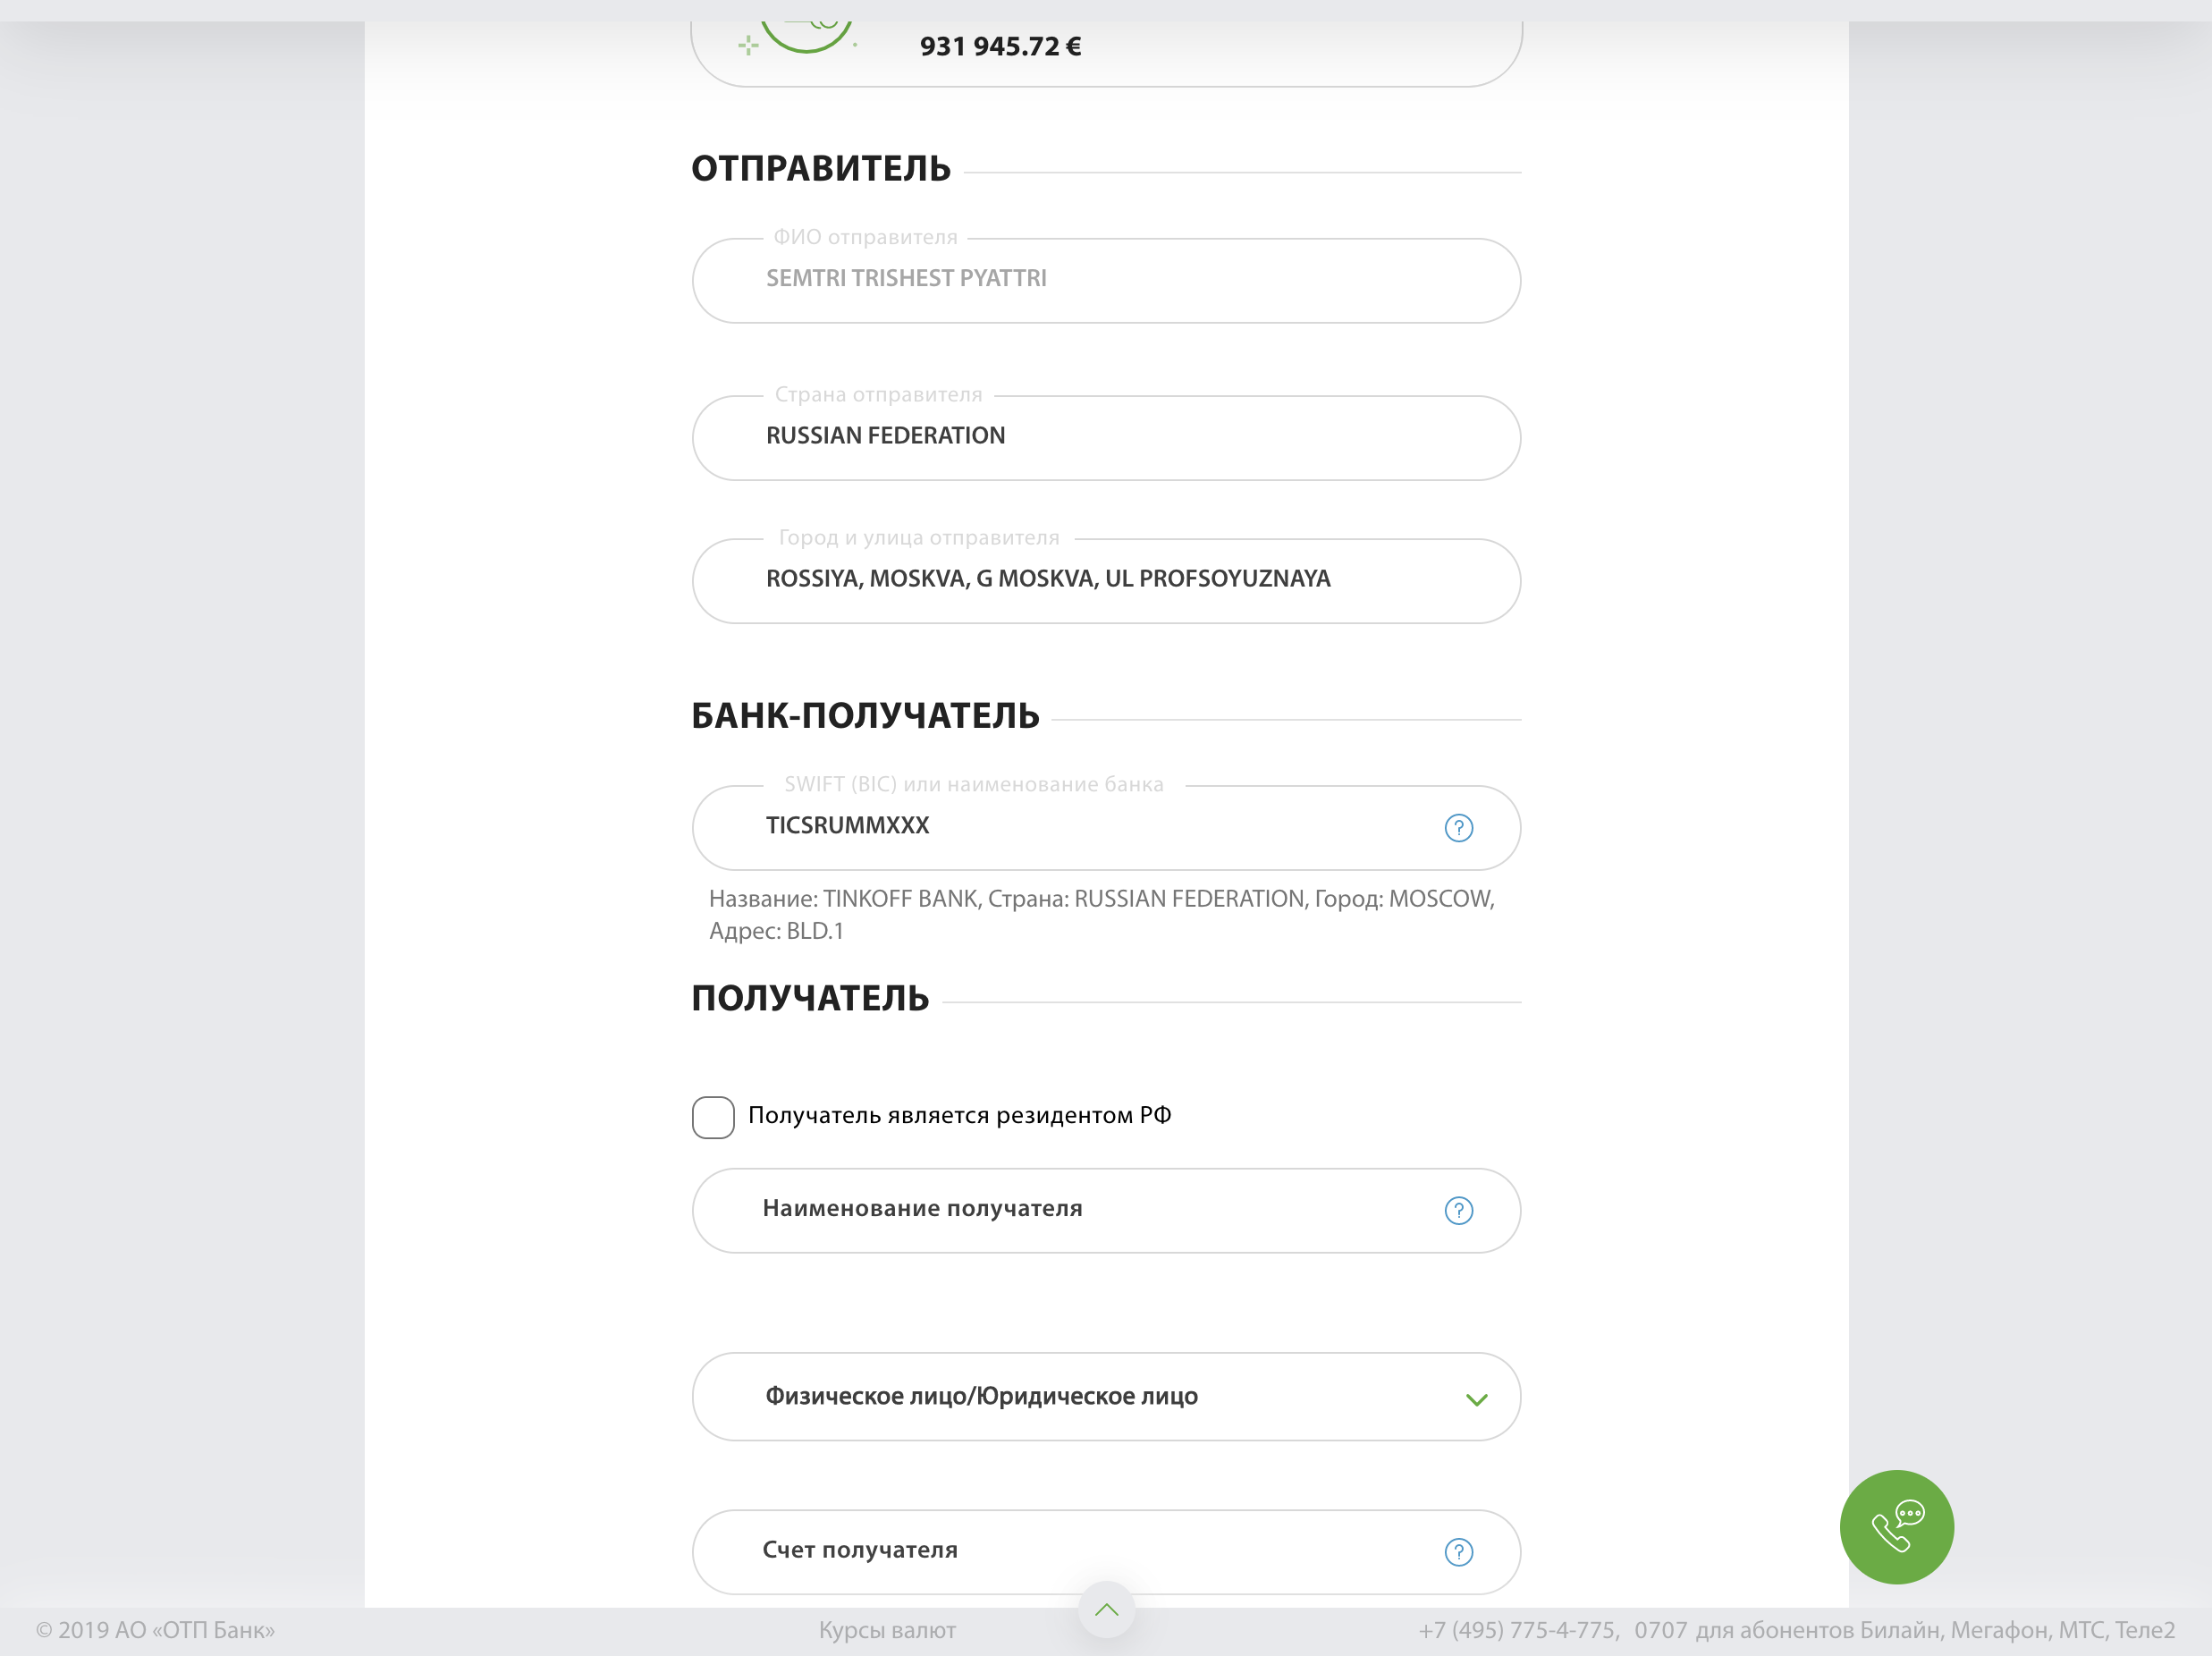 931 945.72 €
ОТПРАВИТЕЛЬ
ФИО отправителя
SEMTRI TRISHEST PYATTRI
Страна отправителя
RUSSIAN FEDERATION
Город и улица отправителя
ROSSIYA, MOSKVA, G MOSKVA, UL PROFSOYUZNAYA
БАНК-ПОЛУЧАТЕЛЬ
SWIFT (BIC) или наименование банка
TICSRUMMXXX
?
Название: TINKOFF BANK, Страна: RUSSIAN FEDERATION, Город: MOSCOW,
Адрес: BLD.1
ПОЛУЧАТЕЛЬ
Получатель является резидентом РФ
Наименование получателя
?
Физическое лицо/Юридическое лицо
Счет получателя
?
© 2019 АО «ОТП Банк»
Курсы валют
+7 (495) 775-4-775, 0707 для абонентов Билайн, Мегафон, МТС, Теле2